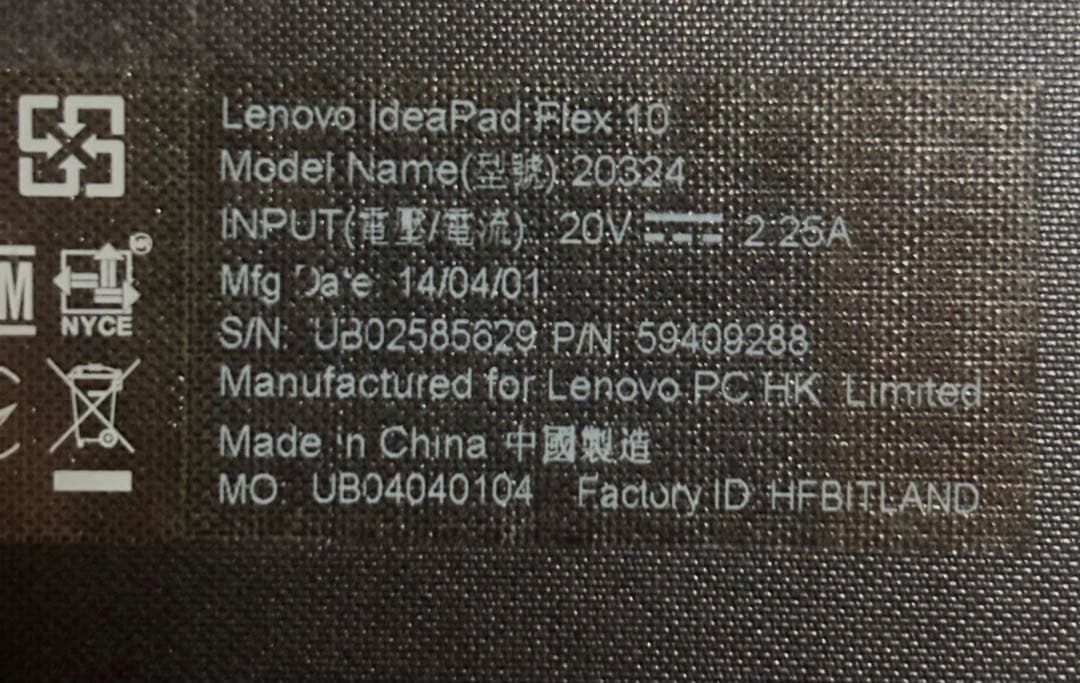 Lenovo IdeaPad Flex 10
Model Name(型號) 20324
INPUT(電壓/電流) 20V 2.25A
Mfg Date 14/04/01
S/N: UB02585629 P/N: 59409288
Manufactured for Lenovo PC HK Limited
Made in China 中國製造
MO: UB04040104 Factory ID HFBITLAND
M
NYCE